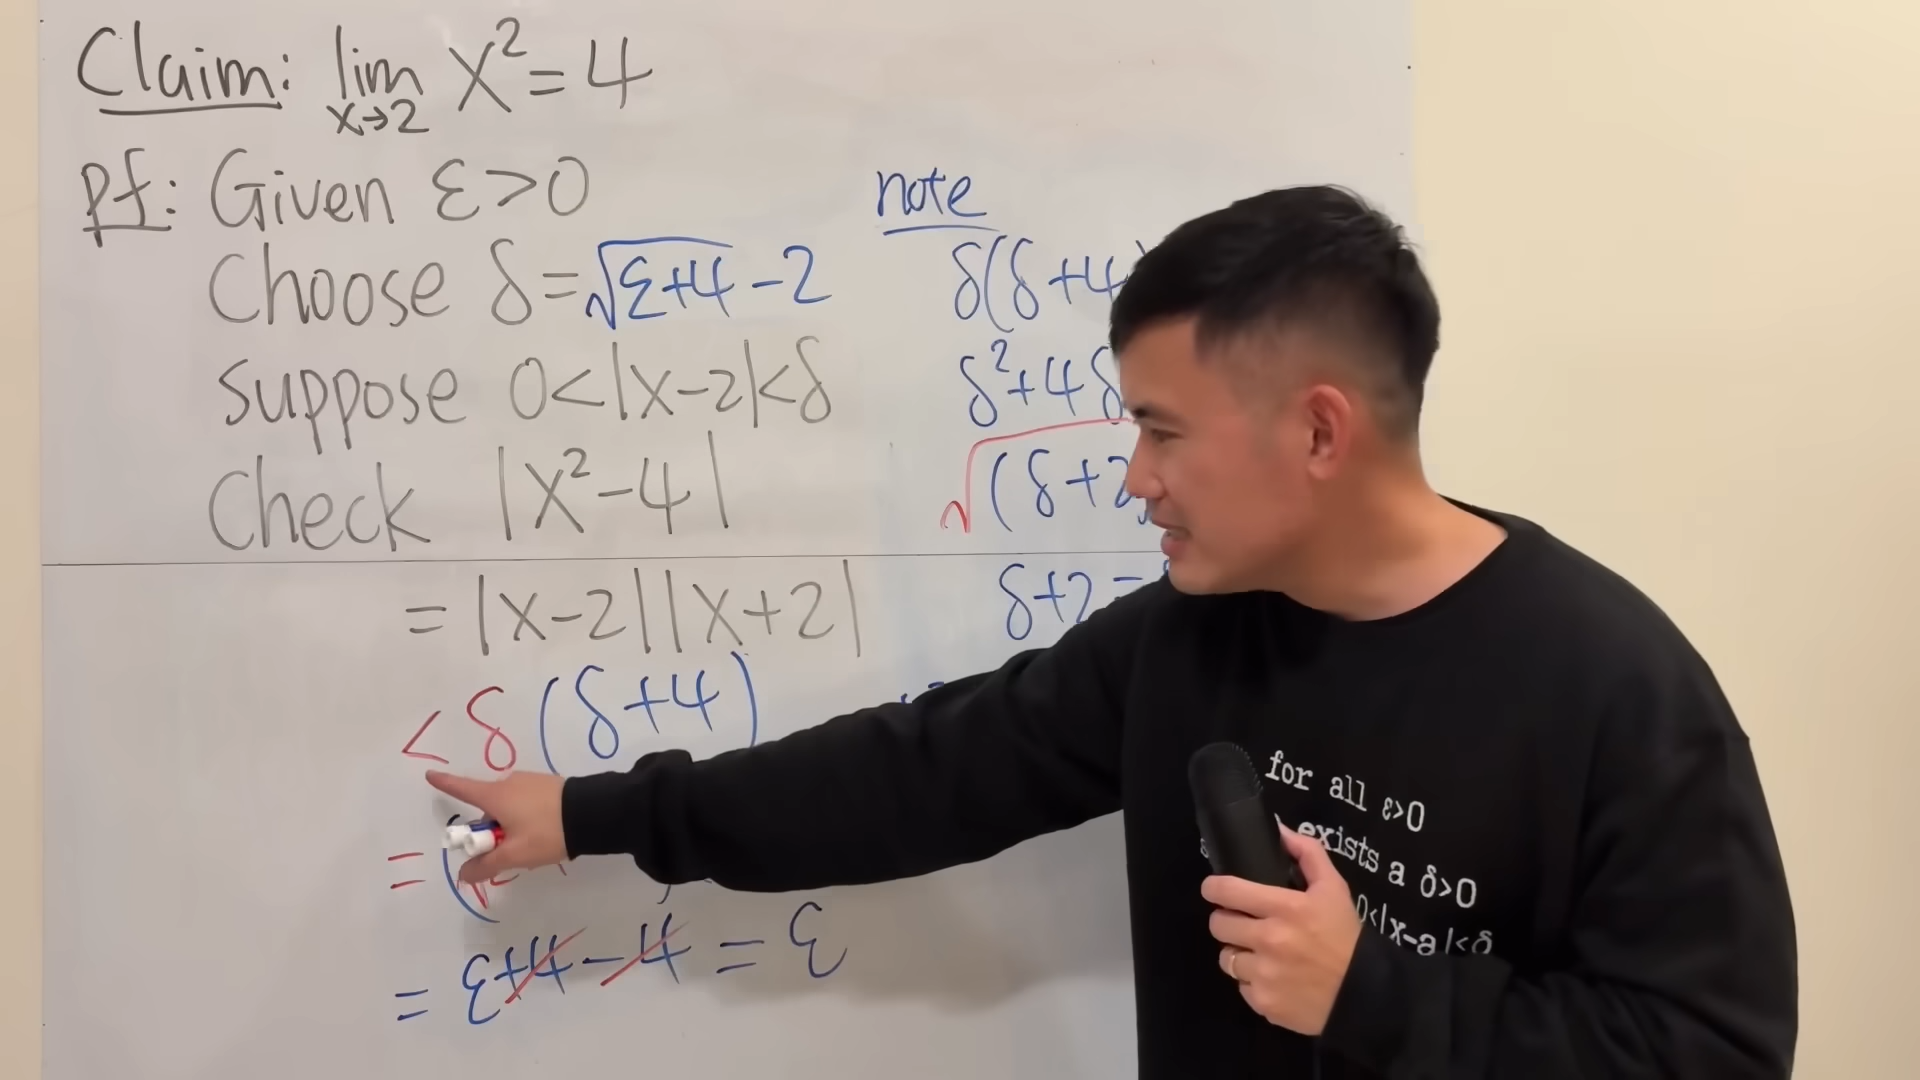 Claim: lim x→2 x² = 4
pf: Given ε>0
Choose δ = √ε+4 - 2
suppose 0<|x-2|<δ
Check |x²-4|
= |x-2||x+2|
< δ (δ+4)
= (
= ε+4-4 = ε
note
δ(δ+4)
δ²+4δ
√(δ+2)
δ+2 =
for all ε>0
exists a δ>0
0<|x-a|<δ